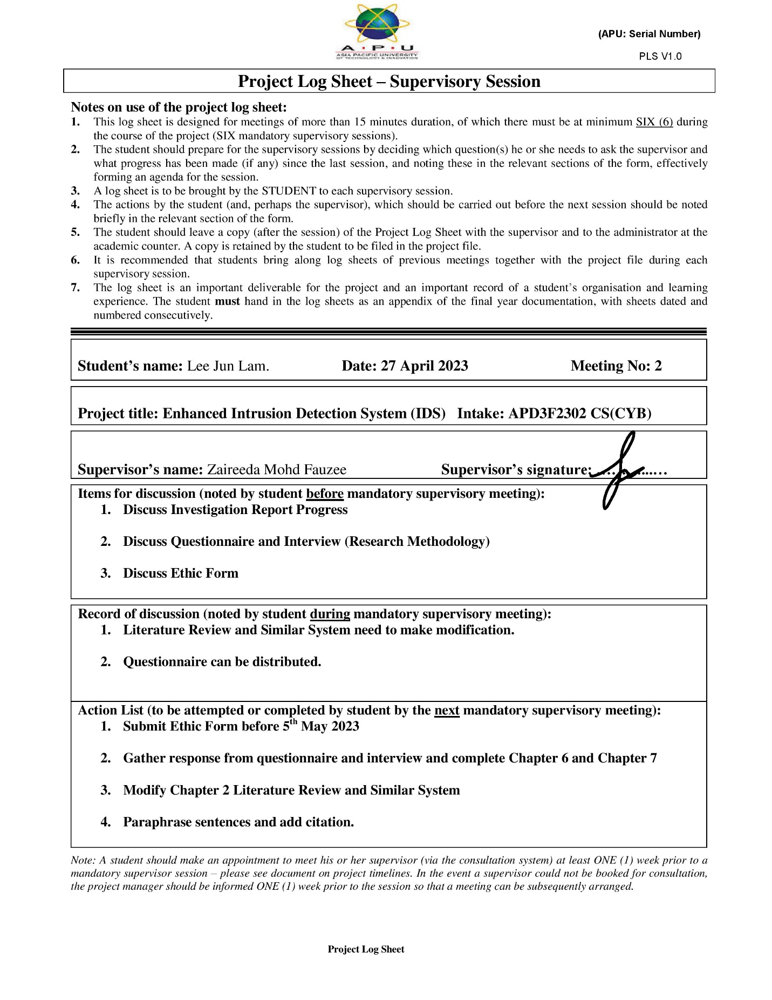 A • P • U
ASIA PACIFIC UNIVERSITY
OF TECHNOLOGY & INNOVATION
(APU: Serial Number)
PLS V1.0
Project Log Sheet – Supervisory Session
Notes on use of the project log sheet:
1. This log sheet is designed for meetings of more than 15 minutes duration, of which there must be at minimum SIX (6) during
the course of the project (SIX mandatory supervisory sessions).
2. The student should prepare for the supervisory sessions by deciding which question(s) he or she needs to ask the supervisor and
what progress has been made (if any) since the last session, and noting these in the relevant sections of the form, effectively
forming an agenda for the session.
3. A log sheet is to be brought by the STUDENT to each supervisory session.
4. The actions by the student (and, perhaps the supervisor), which should be carried out before the next session should be noted
briefly in the relevant section of the form.
5. The student should leave a copy (after the session) of the Project Log Sheet with the supervisor and to the administrator at the
academic counter. A copy is retained by the student to be filed in the project file.
6. It is recommended that students bring along log sheets of previous meetings together with the project file during each
supervisory session.
7. The log sheet is an important deliverable for the project and an important record of a student’s organisation and learning
experience. The student must hand in the log sheets as an appendix of the final year documentation, with sheets dated and
numbered consecutively.
Student’s name: Lee Jun Lam. Date: 27 April 2023 Meeting No: 2
Project title: Enhanced Intrusion Detection System (IDS) Intake: APD3F2302 CS(CYB)
Supervisor’s name: Zaireeda Mohd Fauzee Supervisor’s signature:
Items for discussion (noted by student before mandatory supervisory meeting):
1. Discuss Investigation Report Progress
2. Discuss Questionnaire and Interview (Research Methodology)
3. Discuss Ethic Form
Record of discussion (noted by student during mandatory supervisory meeting):
1. Literature Review and Similar System need to make modification.
2. Questionnaire can be distributed.
Action List (to be attempted or completed by student by the next mandatory supervisory meeting):
1. Submit Ethic Form before 5th May 2023
2. Gather response from questionnaire and interview and complete Chapter 6 and Chapter 7
3. Modify Chapter 2 Literature Review and Similar System
4. Paraphrase sentences and add citation.
Note: A student should make an appointment to meet his or her supervisor (via the consultation system) at least ONE (1) week prior to a
mandatory supervisor session – please see document on project timelines. In the event a supervisor could not be booked for consultation,
the project manager should be informed ONE (1) week prior to the session so that a meeting can be subsequently arranged.
Project Log Sheet